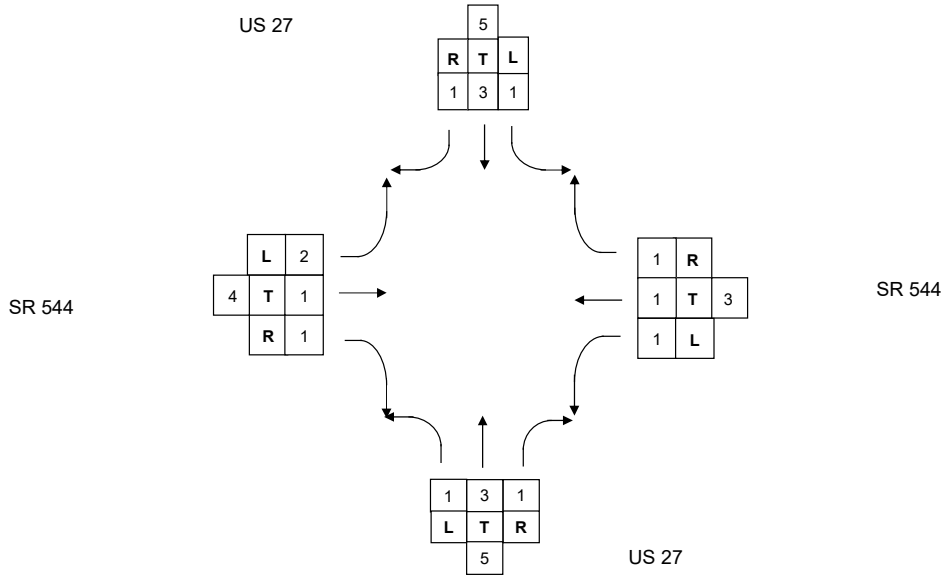 US 27
5
R T L
1 3 1
L 2
4 T 1
R 1
SR 544
1 R
1 T 3
1 L
SR 544
1 3 1
L T R
5
US 27